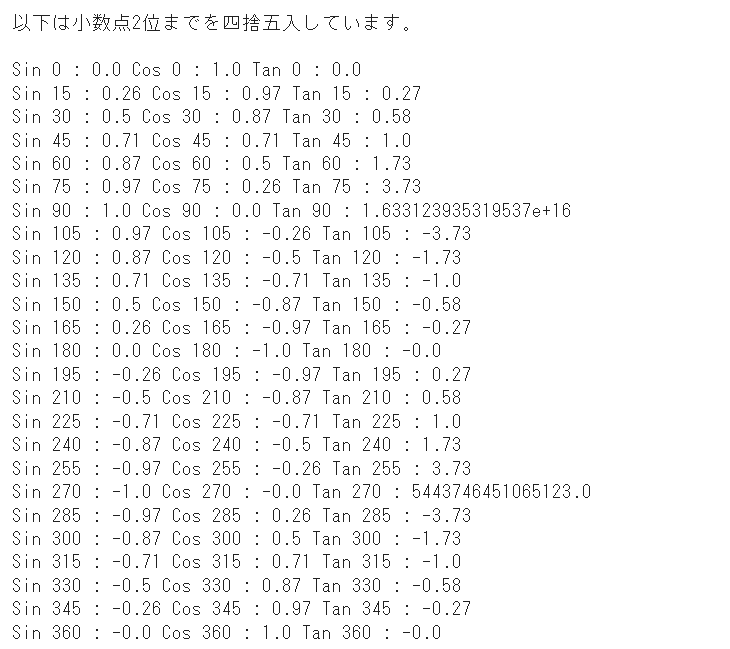 以下は小数点2位までを四捨五入しています。
Sin 0 : 0.0 Cos 0 : 1.0 Tan 0 : 0.0
Sin 15 : 0.26 Cos 15 : 0.97 Tan 15 : 0.27
Sin 30 : 0.5 Cos 30 : 0.87 Tan 30 : 0.58
Sin 45 : 0.71 Cos 45 : 0.71 Tan 45 : 1.0
Sin 60 : 0.87 Cos 60 : 0.5 Tan 60 : 1.73
Sin 75 : 0.97 Cos 75 : 0.26 Tan 75 : 3.73
Sin 90 : 1.0 Cos 90 : 0.0 Tan 90 : 1.633123935319537e+16
Sin 105 : 0.97 Cos 105 : -0.26 Tan 105 : -3.73
Sin 120 : 0.87 Cos 120 : -0.5 Tan 120 : -1.73
Sin 135 : 0.71 Cos 135 : -0.71 Tan 135 : -1.0
Sin 150 : 0.5 Cos 150 : -0.87 Tan 150 : -0.58
Sin 165 : 0.26 Cos 165 : -0.97 Tan 165 : -0.27
Sin 180 : 0.0 Cos 180 : -1.0 Tan 180 : -0.0
Sin 195 : -0.26 Cos 195 : -0.97 Tan 195 : 0.27
Sin 210 : -0.5 Cos 210 : -0.87 Tan 210 : 0.58
Sin 225 : -0.71 Cos 225 : -0.71 Tan 225 : 1.0
Sin 240 : -0.87 Cos 240 : -0.5 Tan 240 : 1.73
Sin 255 : -0.97 Cos 255 : -0.26 Tan 255 : 3.73
Sin 270 : -1.0 Cos 270 : -0.0 Tan 270 : 5443746451065123.0
Sin 285 : -0.97 Cos 285 : 0.26 Tan 285 : -3.73
Sin 300 : -0.87 Cos 300 : 0.5 Tan 300 : -1.73
Sin 315 : -0.71 Cos 315 : 0.71 Tan 315 : -1.0
Sin 330 : -0.5 Cos 330 : 0.87 Tan 330 : -0.58
Sin 345 : -0.26 Cos 345 : 0.97 Tan 345 : -0.27
Sin 360 : -0.0 Cos 360 : 1.0 Tan 360 : -0.0